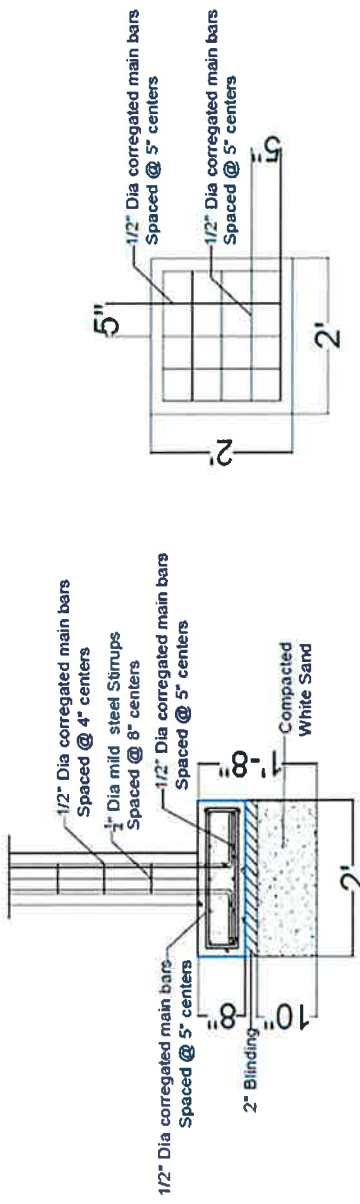 1/2" Dia corregated main bars
Spaced @ 4" centers
Dia mild steel Stirrups
Spaced @ 8" centers
1/2" Dia corregated main bars
Spaced @ 5" centers
1/2" Dia corregated main bars
Spaced @ 5" centers
8"
1'-8"
10"
2" Blinding
Compacted
White Sand
2'
5"
1/2" Dia corregated main bars
Spaced @ 5" centers
1/2" Dia corregated main bars
Spaced @ 5" centers
5"
2'
2'